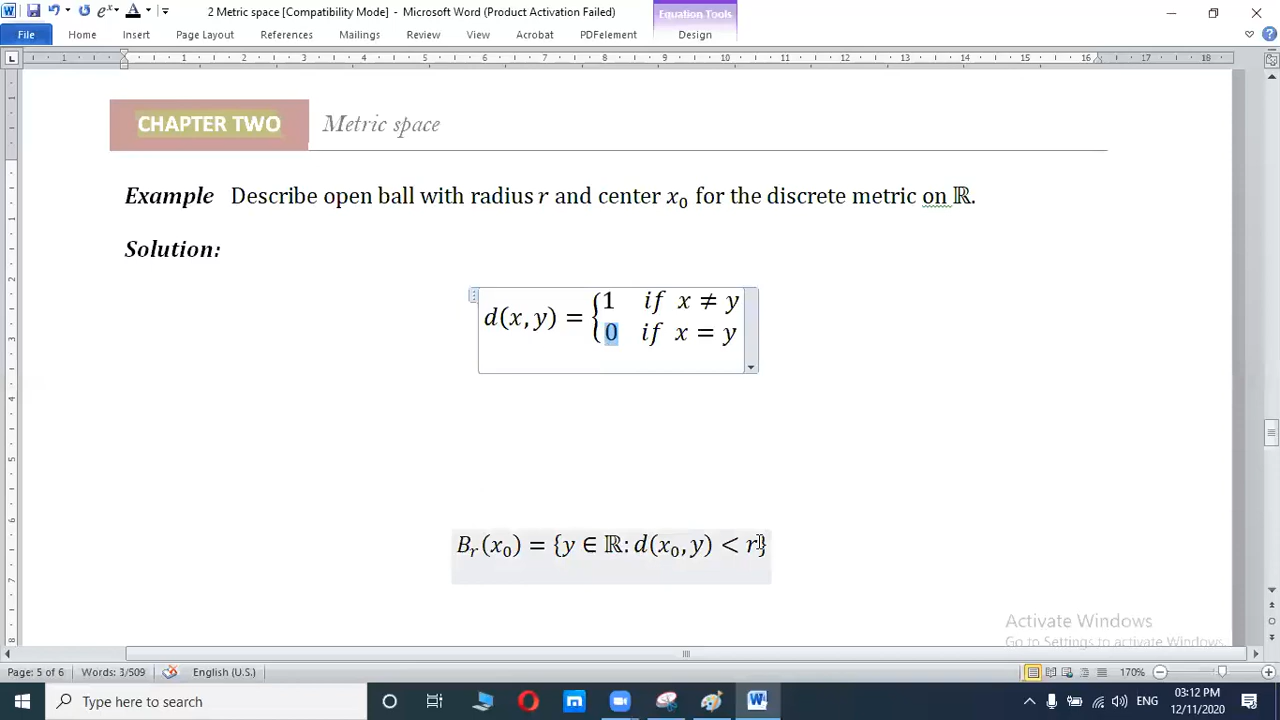 2 Metric space [Compatibility Mode] - Microsoft Word (Product Activation Failed)
Equation Tools
File Home Insert Page Layout References Mailings Review View Acrobat PDFelement Design
CHAPTER TWO Metric space
Example Describe open ball with radius r and center x₀ for the discrete metric on ℝ.
Solution:
d(x, y) = {1 if x ≠ y
0 if x = y
Bᵣ(x₀) = {y ∈ ℝ: d(x₀, y) < r}
Activate Windows
Go to Settings to activate Windows.
Page: 5 of 6 Words: 3/509 English (U.S.) 170%
Type here to search
ENG
03:12 PM
12/11/2020